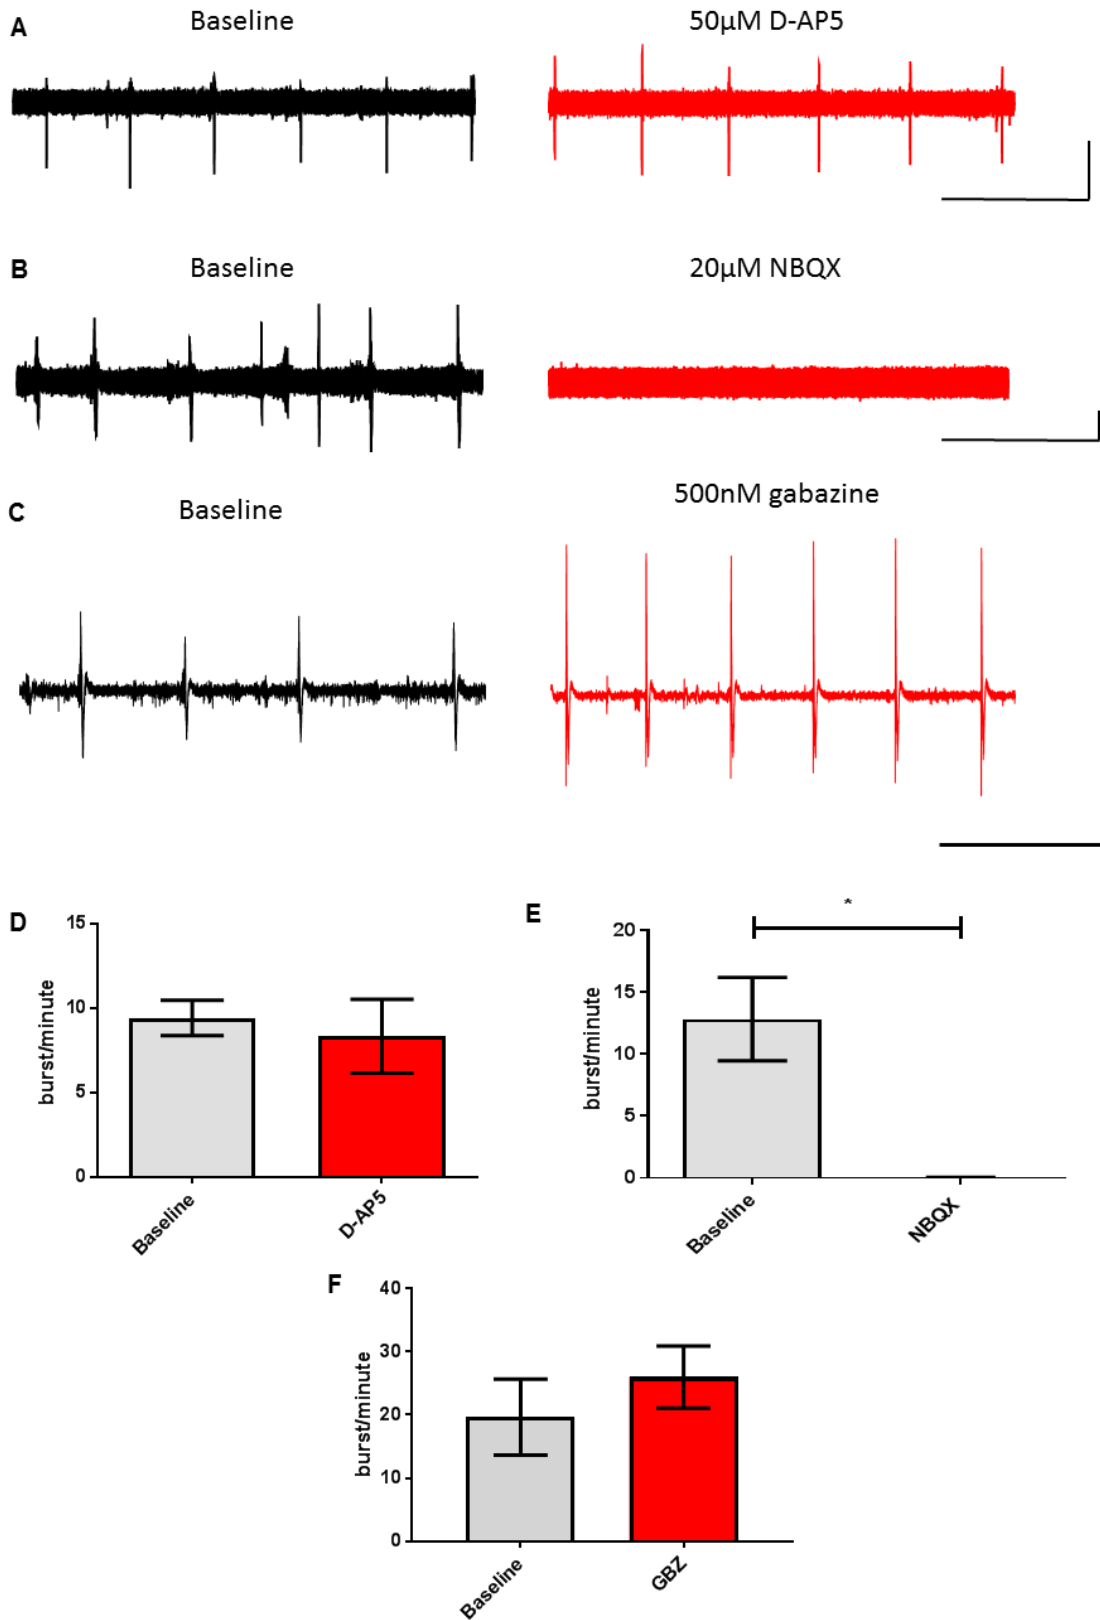 A
Baseline
50µM D-AP5
B
Baseline
20µM NBQX
C
Baseline
500nM gabazine
D
15
10
5
0
burst/minute
Baseline
D-AP5
E
*
20
15
10
5
0
burst/minute
Baseline
NBQX
F
40
30
20
10
0
burst/minute
Baseline
GBZ